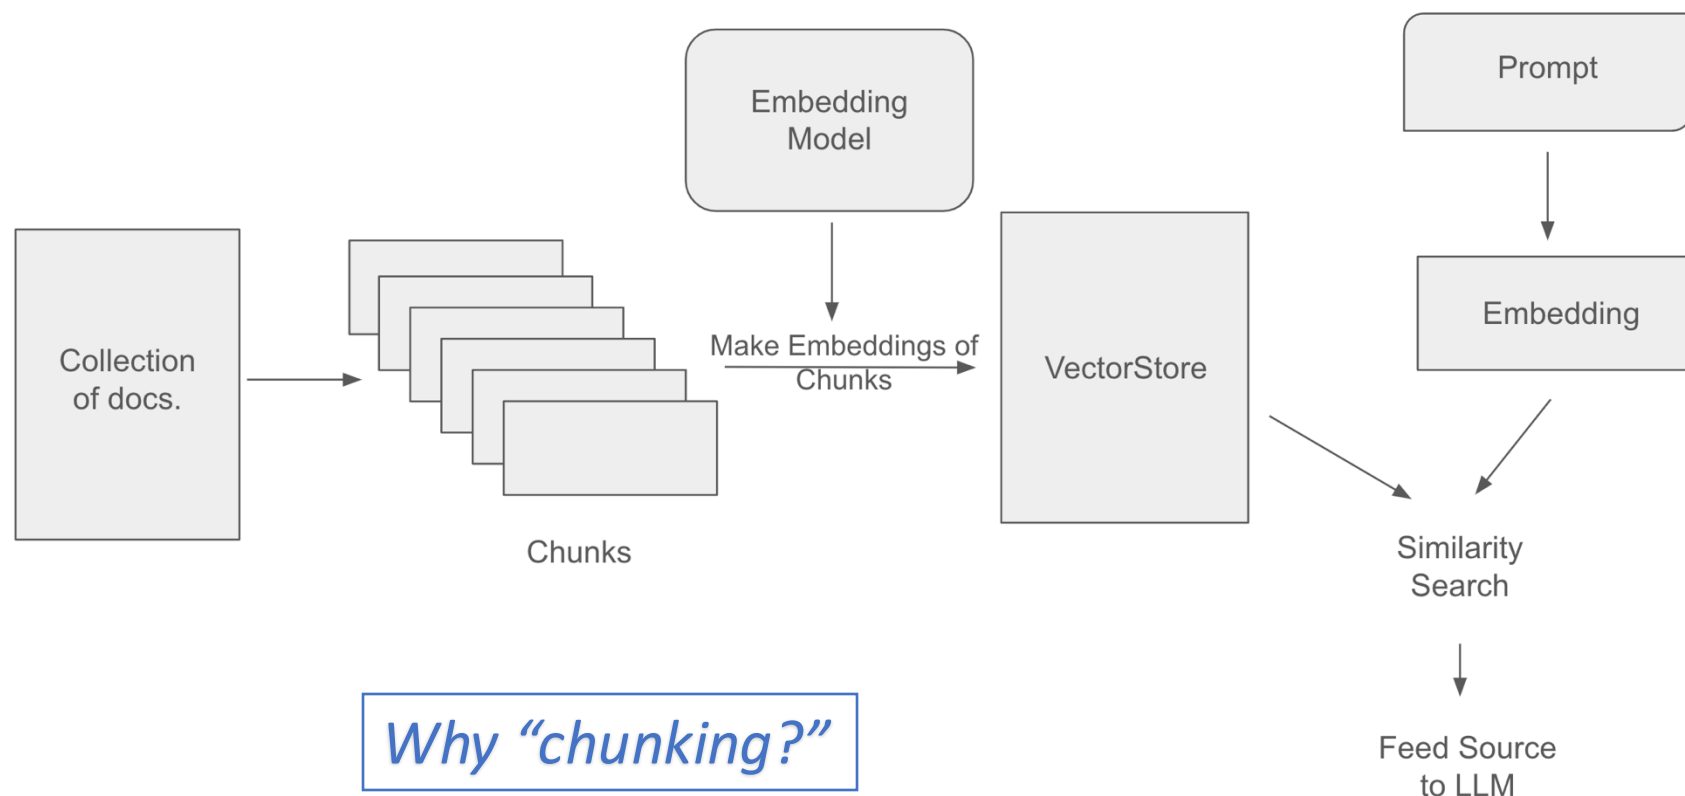 Embedding
Model
Prompt
Collection
of docs.
Make Embeddings of
Chunks
VectorStore
Embedding
Chunks
Similarity
Search
Why “chunking?”
Feed Source
to LLM